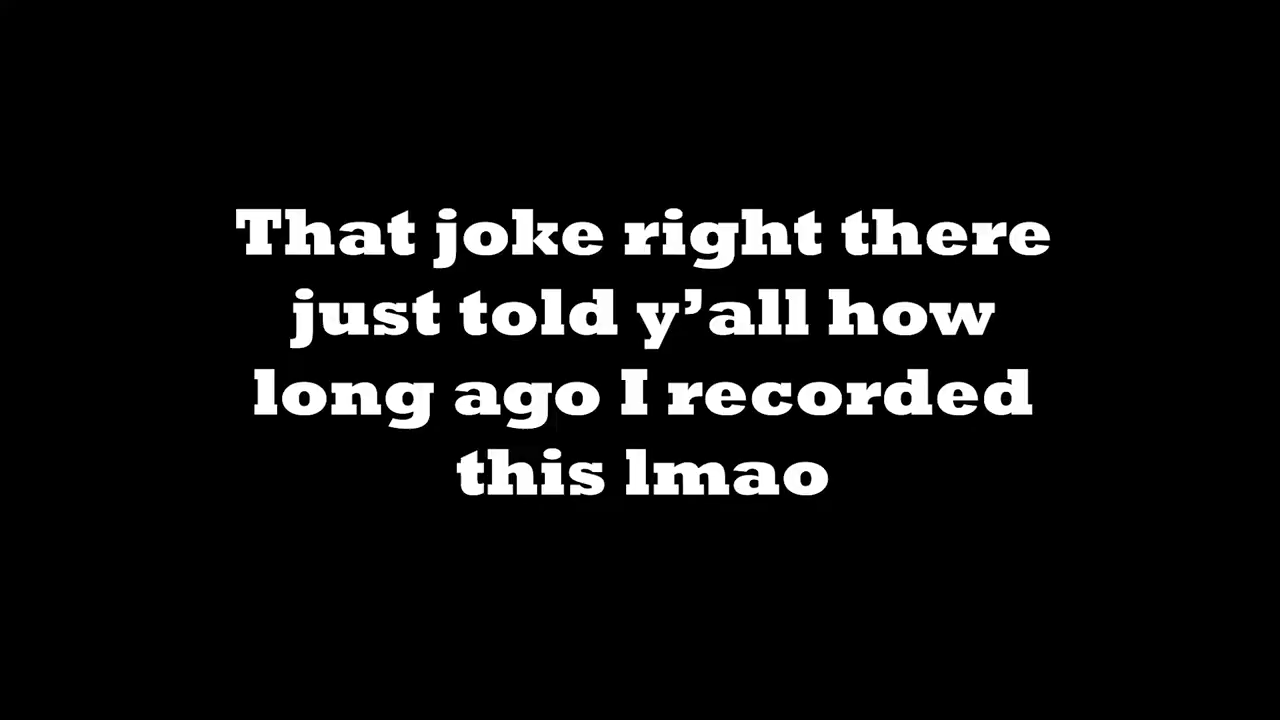 That joke right there
just told y’all how
long ago I recorded
this lmao